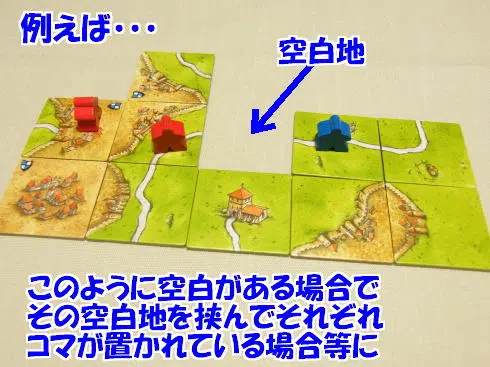 例えば・・・
空白地
このように空白がある場合で
その空白地を挟んでそれぞれ
コマが置かれている場合等に